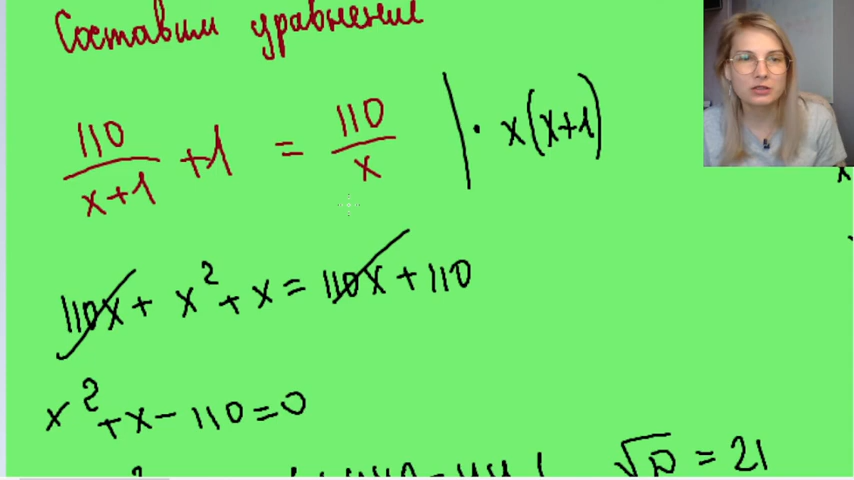 Составим уравнение
110/(x+1) + 1 = 110/x | · x(x+1)
110x + x² + x = 110x + 110
x² + x - 110 = 0
√D = 21